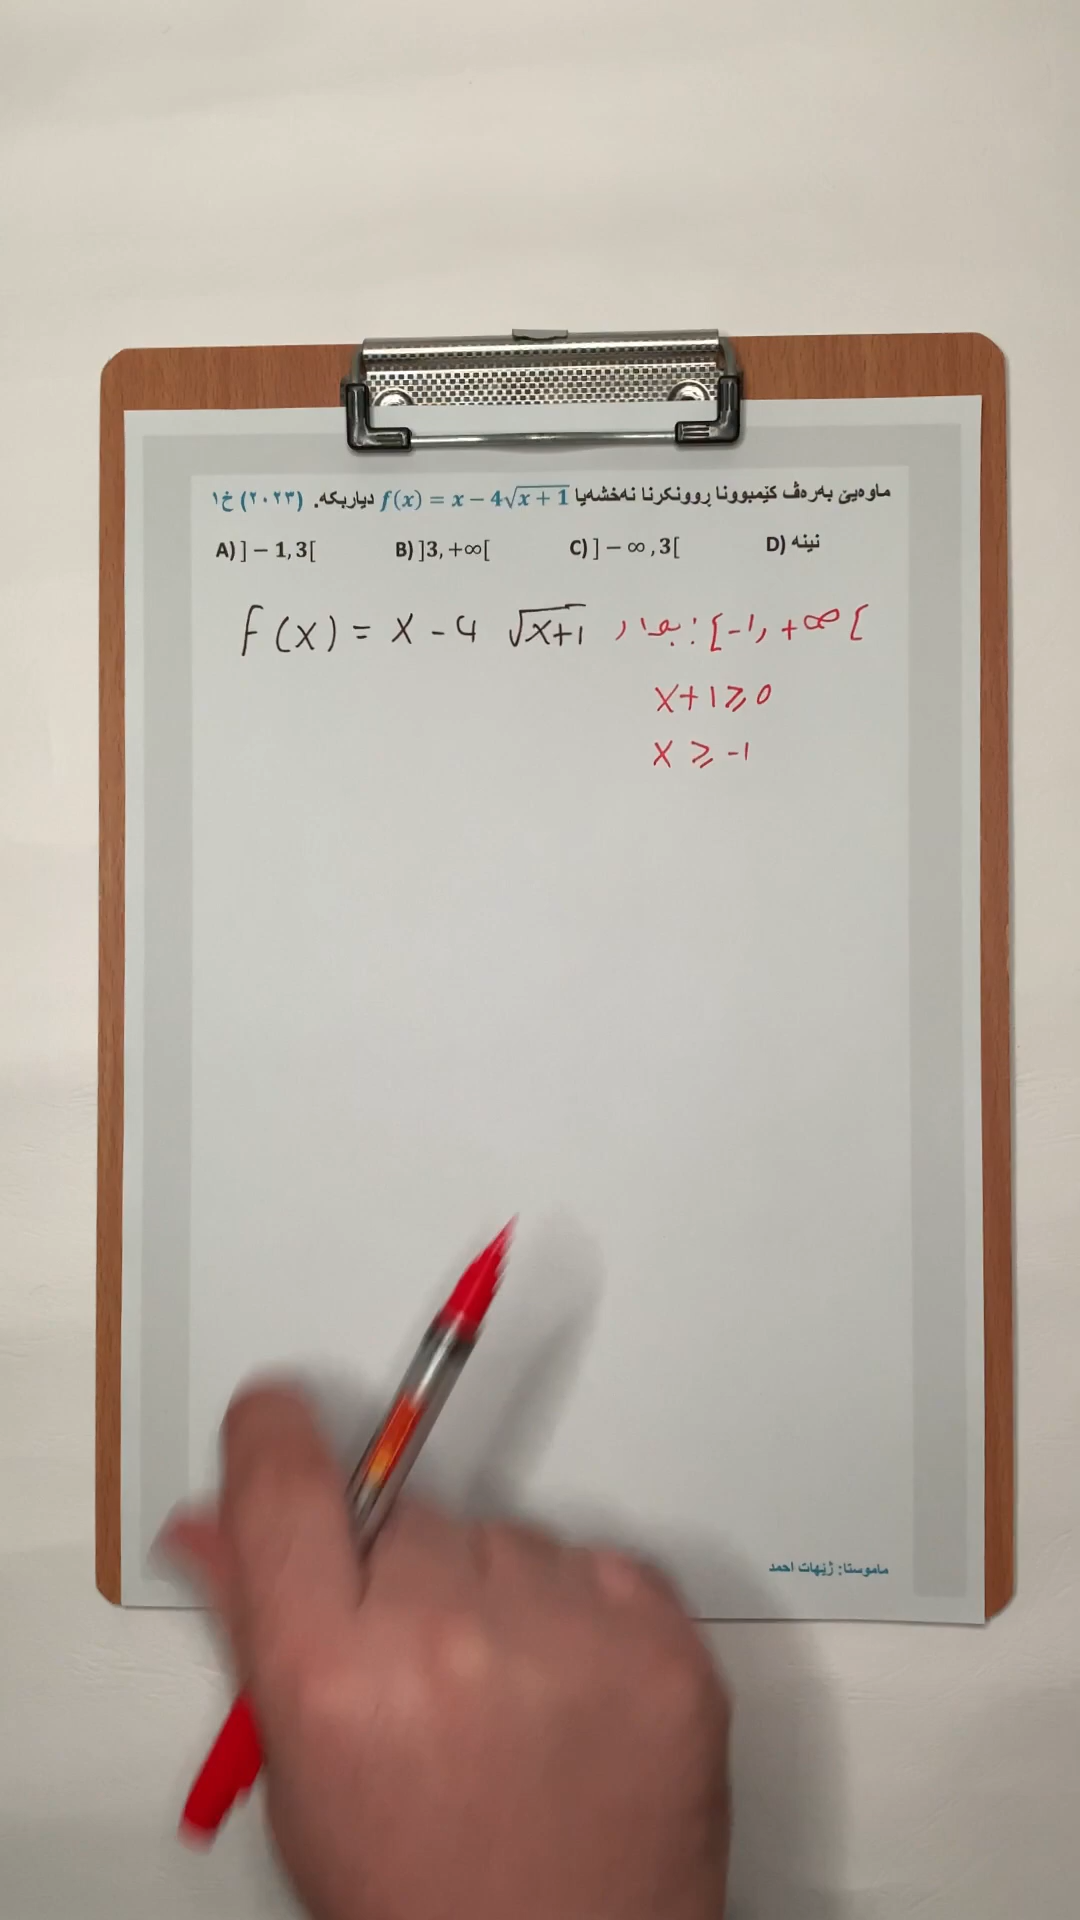 ماوەیێ بەرەڤ کێمبوونا ڕوونکرنا نەخشەیا f(x) = x − 4√(x + 1) دیاربکە. (٢٠٢٣) خ١
A) ]−1, 3[ B) ]3, +∞[ C) ]−∞, 3[ D) نینە
f(x) = x − 4 √(x+1) بوار : [−1, +∞[
x+1 ⩾ 0
x ⩾ −1
ماموستا: ژێهات احمد